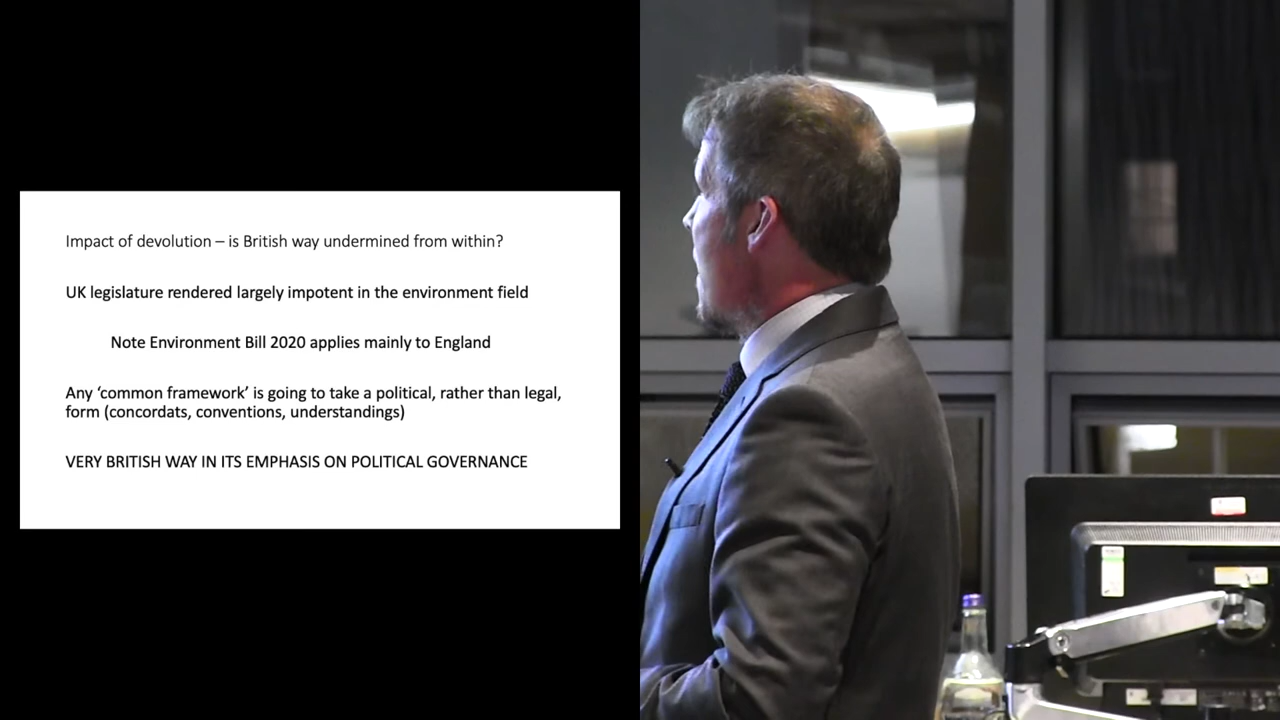 Impact of devolution – is British way undermined from within?
UK legislature rendered largely impotent in the environment field
Note Environment Bill 2020 applies mainly to England
Any ‘common framework’ is going to take a political, rather than legal,
form (concordats, conventions, understandings)
VERY BRITISH WAY IN ITS EMPHASIS ON POLITICAL GOVERNANCE